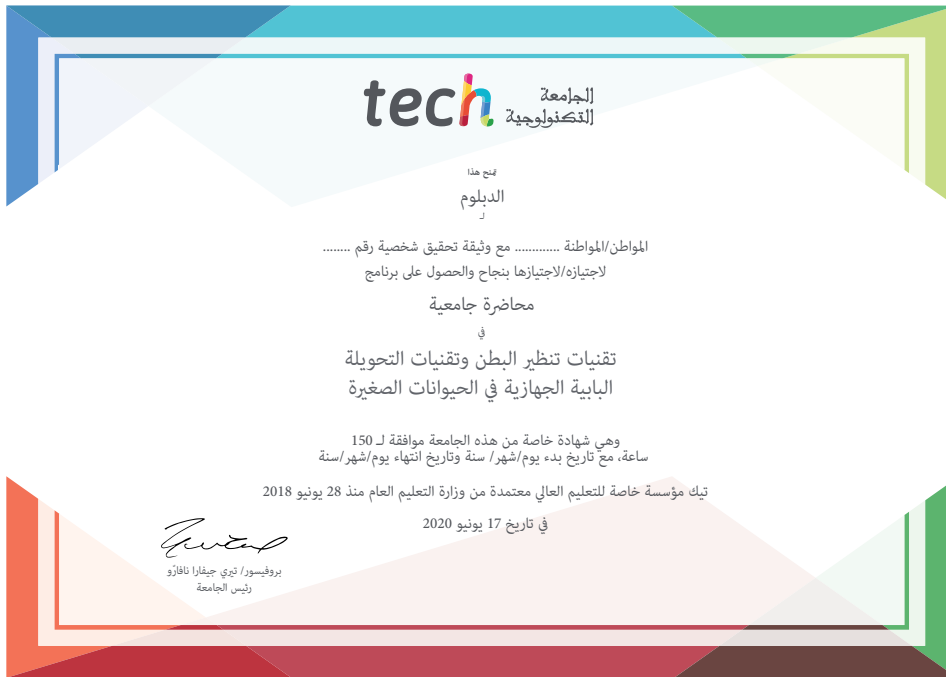 tech الجامعة
التكنولوجية
يمنح هذا
الدبلوم
لـ
المواطن/المواطنة ............ مع وثيقة تحقيق شخصية رقم ........
لاجتيازه/لاجتيازها بنجاح والحصول على برنامج
محاضرة جامعية
في
تقنيات تنظير البطن وتقنيات التحويلة
البابية الجهازية في الحيوانات الصغيرة
وهي شهادة خاصة من هذه الجامعة موافقة لـ 150
ساعة، مع تاريخ بدء يوم/شهر/ سنة وتاريخ انتهاء يوم/شهر/سنة
تيك مؤسسة خاصة للتعليم العالي معتمدة من وزارة التعليم العام منذ 28 يونيو 2018
في تاريخ 17 يونيو 2020
بروفيسور/ تيري جيفارا نافارّو
رئيس الجامعة